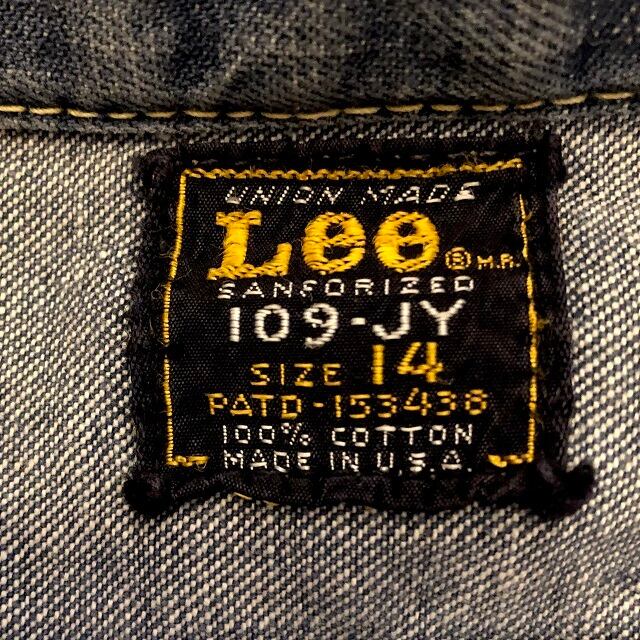 UNION MADE
Lee ® M.R.
SANFORIZED
109-JY
SIZE 14
PATD-153438
100% COTTON
MADE IN U.S.A.